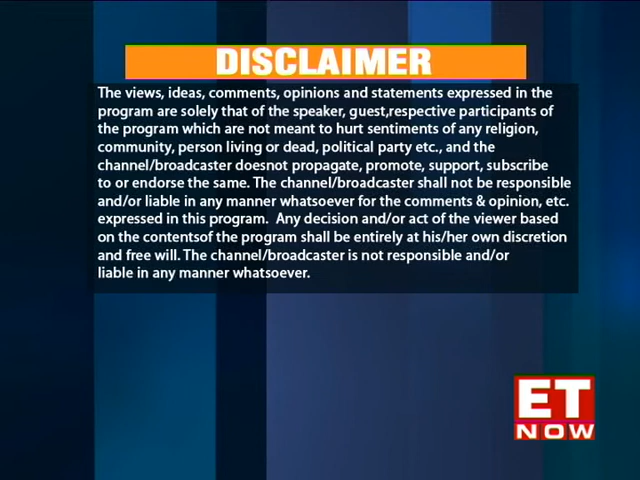 DISCLAIMER
The views, ideas, comments, opinions and statements expressed in the
program are solely that of the speaker, guest,respective participants of
the program which are not meant to hurt sentiments of any religion,
community, person living or dead, political party etc., and the
channel/broadcaster doesnot propagate, promote, support, subscribe
to or endorse the same. The channel/broadcaster shall not be responsible
and/or liable in any manner whatsoever for the comments & opinion, etc.
expressed in this program.  Any decision and/or act of the viewer based
on the contentsof the program shall be entirely at his/her own discretion
and free will. The channel/broadcaster is not responsible and/or
liable in any manner whatsoever.
ET
NOW